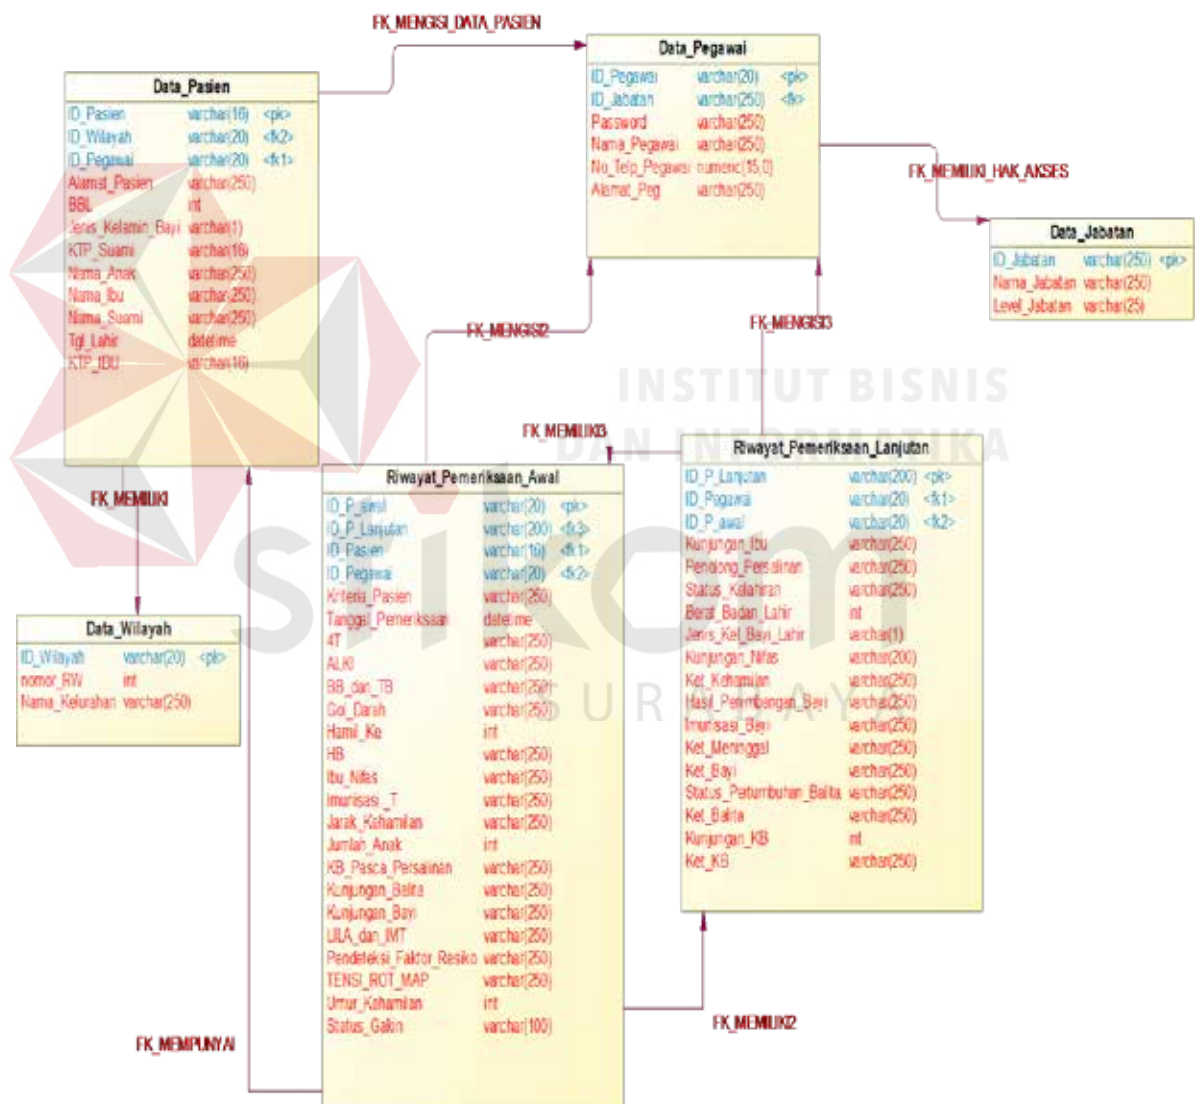 FK_MENGISI_DATA_PASIEN
Data_Pegawai
ID_Pegawai varchar(20) <pk>
ID_Jabatan varchar(250) <fk>
Password varchar(250)
Nama_Pegawai varchar(250)
No_Telp_Pegawai numeric(15,0)
Alamat_Peg varchar(250)
Data_Pasien
ID_Pasien varchar(16) <pk>
ID_Wilayah varchar(20) <fk2>
ID_Pegawai varchar(20) <fk1>
Alamat_Pasien varchar(250)
BBL int
Jenis_Kelamin_Bayi varchar(1)
KTP_Suami varchar(16)
Nama_Anak varchar(250)
Nama_Ibu varchar(250)
Nama_Suami varchar(250)
Tgl_Lahir datetime
KTP_IBU varchar(16)
FK_MEMILIKI_HAK_AKSES
Data_Jabatan
ID_Jabatan varchar(250) <pk>
Nama_Jabatan varchar(250)
Level_Jabatan varchar(25)
FK_MENGISI2
FK_MENGISI3
INSTITUT BISNIS
DAN INFORMATIKA
stikom
SURABAYA
FK_MEMILIKI3
FK_MEMILIKI
Data_Wilayah
ID_Wilayah varchar(20) <pk>
nomor_RW int
Nama_Kelurahan varchar(250)
Riwayat_Pemeriksaan_Awal
ID_P_awal varchar(20) <pk>
ID_P_Lanjutan varchar(200) <fk3>
ID_Pasien varchar(16) <fk1>
ID_Pegawai varchar(20) <fk2>
Kriteria_Pasien varchar(250)
Tanggal_Pemeriksaan datetime
4T varchar(250)
ALKI varchar(250)
BB_dan_TB varchar(250)
Gol_Darah varchar(250)
Hamil_Ke int
HB varchar(250)
Ibu_Nifas varchar(250)
Imunisasi_T varchar(250)
Jarak_Kehamilan varchar(250)
Jumlah_Anak int
KB_Pasca_Persalinan varchar(250)
Kunjungan_Balita varchar(250)
Kunjungan_Bayi varchar(250)
LILA_dan_IMT varchar(250)
Pendeteksi_Faktor_Resiko varchar(250)
TENSI_ROT_MAP varchar(250)
Umur_Kehamilan int
Status_Gakin varchar(100)
Riwayat_Pemeriksaan_Lanjutan
ID_P_Lanjutan varchar(200) <pk>
ID_Pegawai varchar(20) <fk1>
ID_P_awal varchar(20) <fk2>
Kunjungan_Ibu varchar(250)
Penolong_Persalinan varchar(250)
Status_Kelahiran varchar(250)
Berat_Badan_Lahir int
Jenis_Kel_Bayi_Lahir varchar(1)
Kunjungan_Nifas varchar(200)
Ket_Kehamilan varchar(250)
Hasil_Penimbangan_Bayi varchar(250)
Imunisasi_Bayi varchar(250)
Ket_Meninggal varchar(250)
Ket_Bayi varchar(250)
Status_Pertumbuhan_Balita varchar(250)
Ket_Balita varchar(250)
Kunjungan_KB int
Ket_KB varchar(250)
FK_MEMILIKI2
FK_MEMPUNYAI